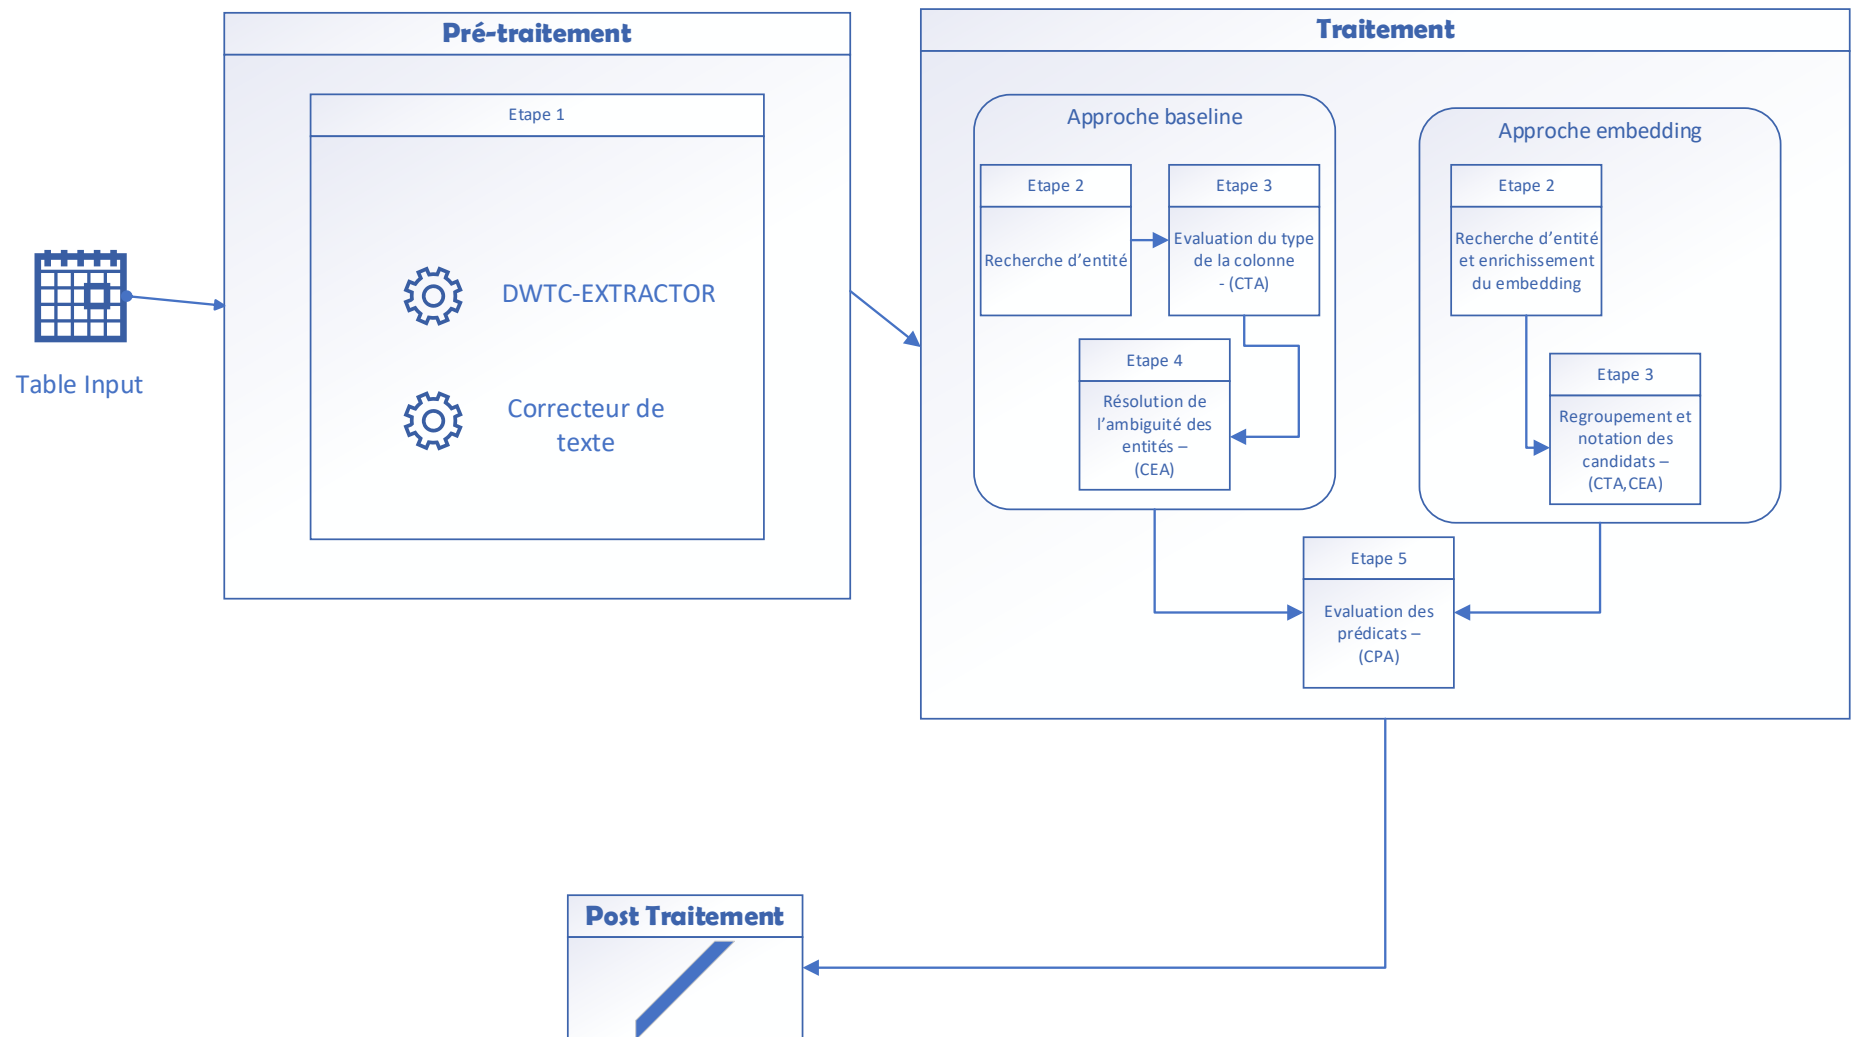 Table Input
Pré-traitement
Etape 1
DWTC-EXTRACTOR
Correcteur de
texte
Traitement
Approche baseline
Etape 2
Recherche d’entité
Etape 3
Evaluation du type
de la colonne
- (CTA)
Etape 4
Résolution de
l’ambiguité des
entités –
(CEA)
Approche embedding
Etape 2
Recherche d’entité
et enrichissement
du embedding
Etape 3
Regroupement et
notation des
candidats –
(CTA,CEA)
Etape 5
Evaluation des
prédicats –
(CPA)
Post Traitement